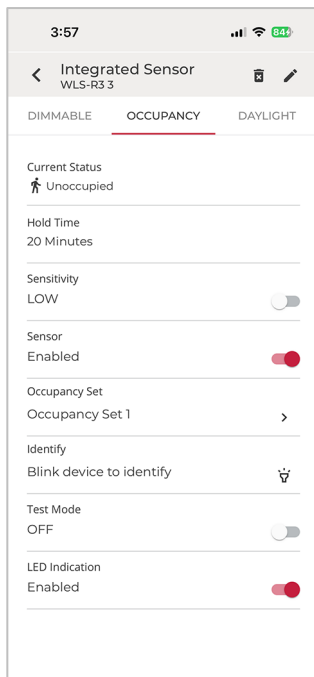 3:57
84
Integrated Sensor
WLS-R3 3
DIMMABLE OCCUPANCY DAYLIGHT
Current Status
Unoccupied
Hold Time
20 Minutes
Sensitivity
LOW
Sensor
Enabled
Occupancy Set
Occupancy Set 1
Identify
Blink device to identify
Test Mode
OFF
LED Indication
Enabled